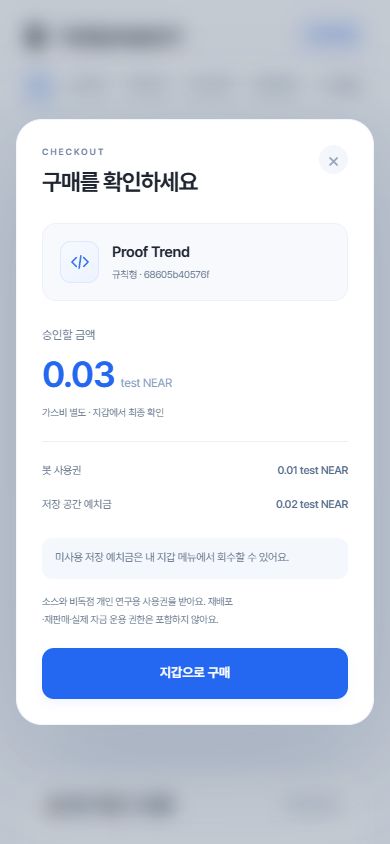 CHECKOUT
구매를 확인하세요
Proof Trend
규칙형 · 68605b40576f
승인할 금액
0.03 test NEAR
가스비 별도 · 지갑에서 최종 확인
봇 사용권 0.01 test NEAR
저장 공간 예치금 0.02 test NEAR
미사용 저장 예치금은 내 지갑 메뉴에서 회수할 수 있어요.
소스와 비독점 개인 연구용 사용권을 받아요. 재배포
·재판매·실제 자금 운용 권한은 포함하지 않아요.
지갑으로 구매